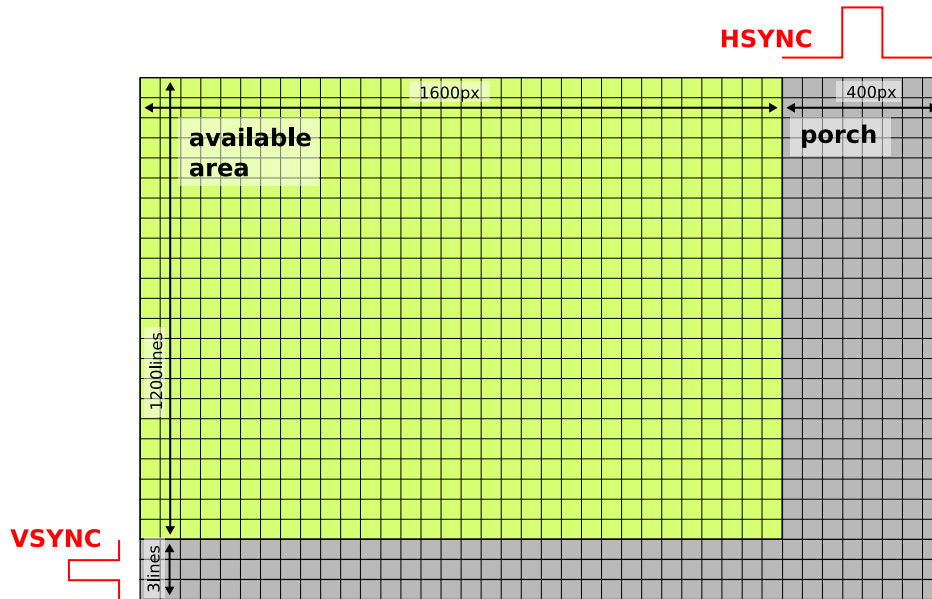 HSYNC
1600px
400px
available
area
porch
1200lines
VSYNC
3lines